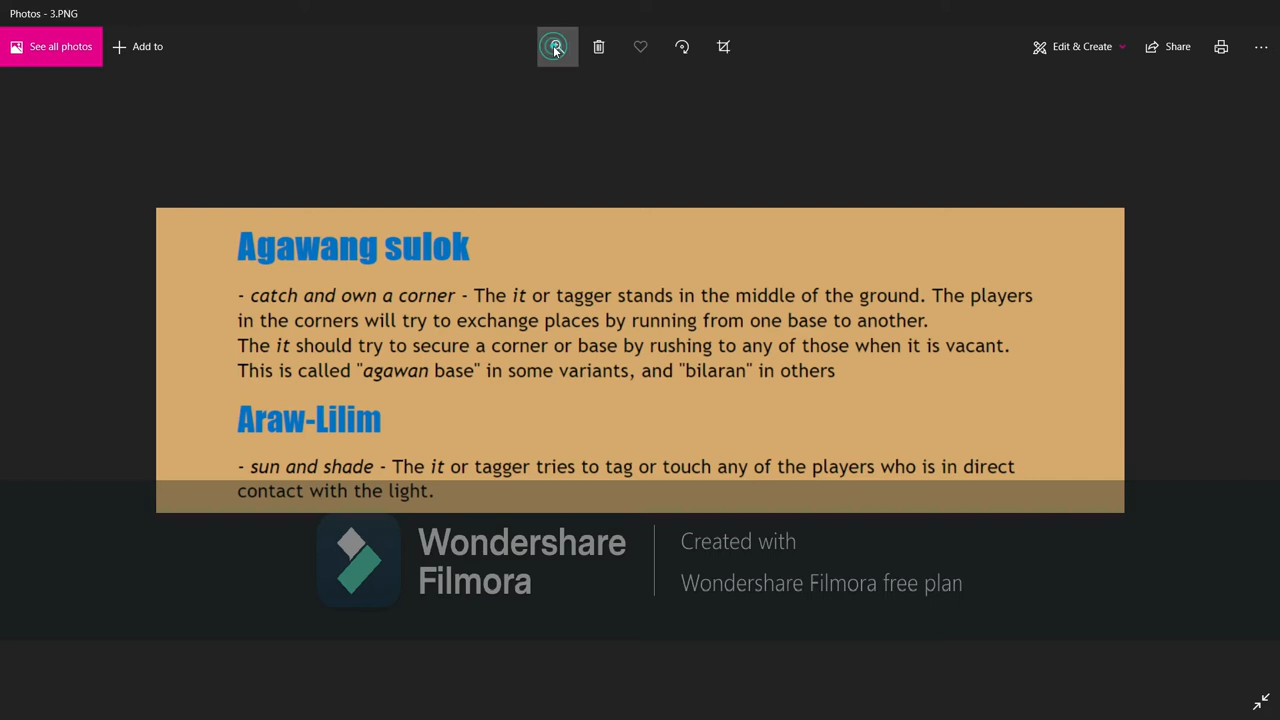 Photos - 3.PNG
See all photos
Add to
Edit & Create
Share
Agawang sulok
- catch and own a corner - The it or tagger stands in the middle of the ground. The players
in the corners will try to exchange places by running from one base to another.
The it should try to secure a corner or base by rushing to any of those when it is vacant.
This is called "agawan base" in some variants, and "bilaran" in others
Araw-Lilim
- sun and shade - The it or tagger tries to tag or touch any of the players who is in direct
contact with the light.
Wondershare
Filmora
Created with
Wondershare Filmora free plan